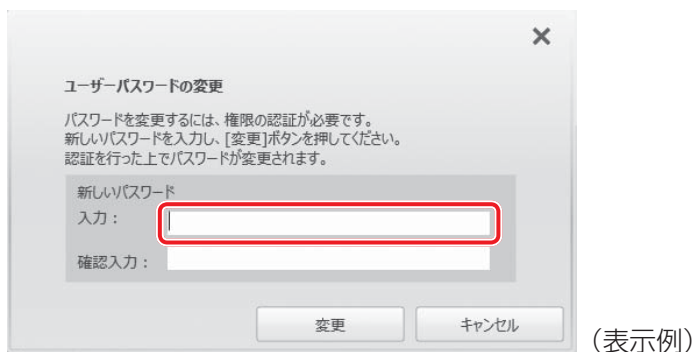 ユーザーパスワードの変更
パスワードを変更するには、権限の認証が必要です。
新しいパスワードを入力し、[変更]ボタンを押してください。
認証を行った上でパスワードが変更されます。
新しいパスワード
入力：
確認入力：
変更 キャンセル
（表示例）